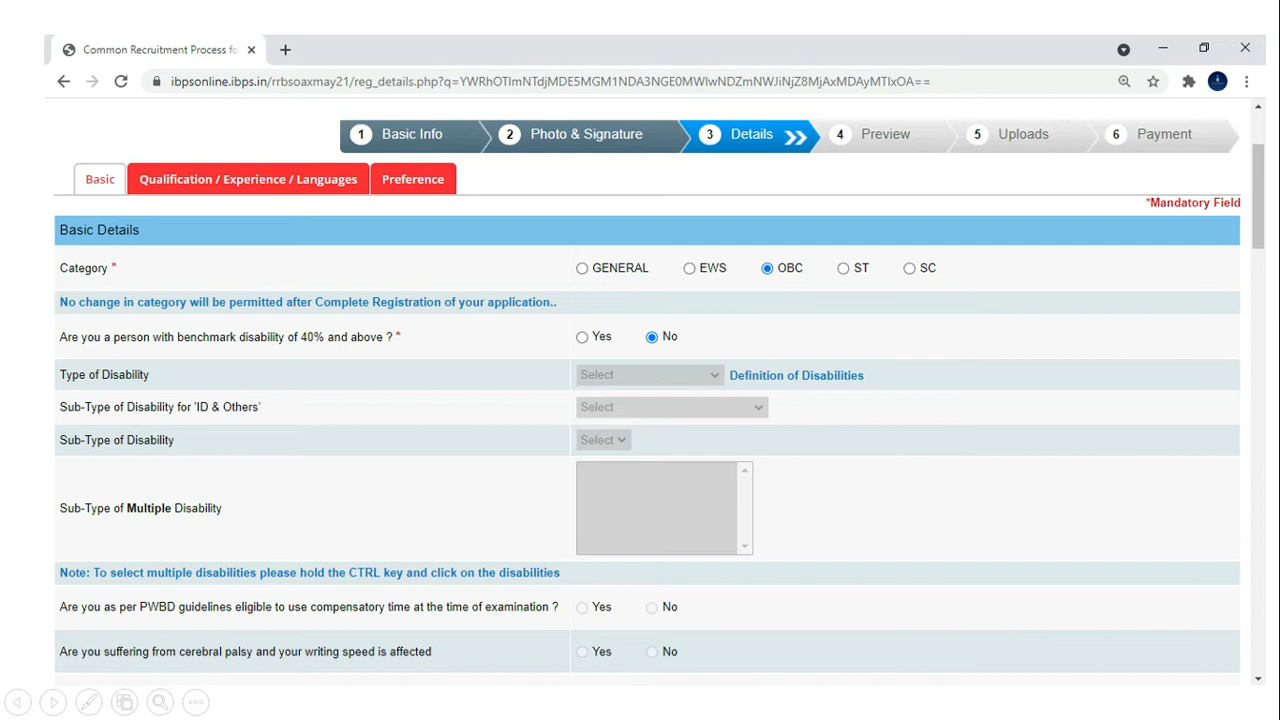 Common Recruitment Process fo
ibpsonline.ibps.in/rrbsoaxmay21/reg_details.php?q=YWRhOTlmNTdjMDE5MGM1NDA3NGE0MWIwNDZmNWJiNjZ8MjAxMDAyMTIxOA==
1 Basic Info 2 Photo & Signature 3 Details 4 Preview 5 Uploads 6 Payment
Basic Qualification / Experience / Languages Preference
*Mandatory Field
Basic Details
Category * GENERAL EWS OBC ST SC
No change in category will be permitted after Complete Registration of your application..
Are you a person with benchmark disability of 40% and above ? * Yes No
Type of Disability Select Definition of Disabilities
Sub-Type of Disability for 'ID & Others' Select
Sub-Type of Disability Select
Sub-Type of Multiple Disability
Note: To select multiple disabilities please hold the CTRL key and click on the disabilities
Are you as per PWBD guidelines eligible to use compensatory time at the time of examination ? Yes No
Are you suffering from cerebral palsy and your writing speed is affected Yes No